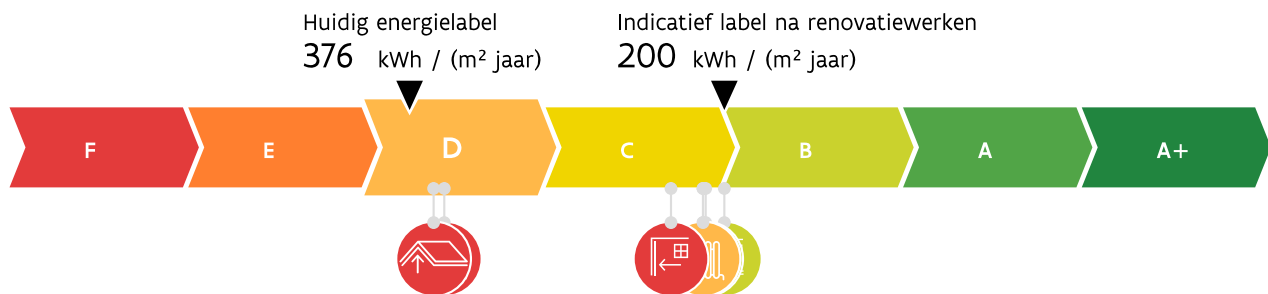 Huidig energielabel
376 kWh / (m² jaar)
Indicatief label na renovatiewerken
200 kWh / (m² jaar)
F
E
D
C
B
A
A+